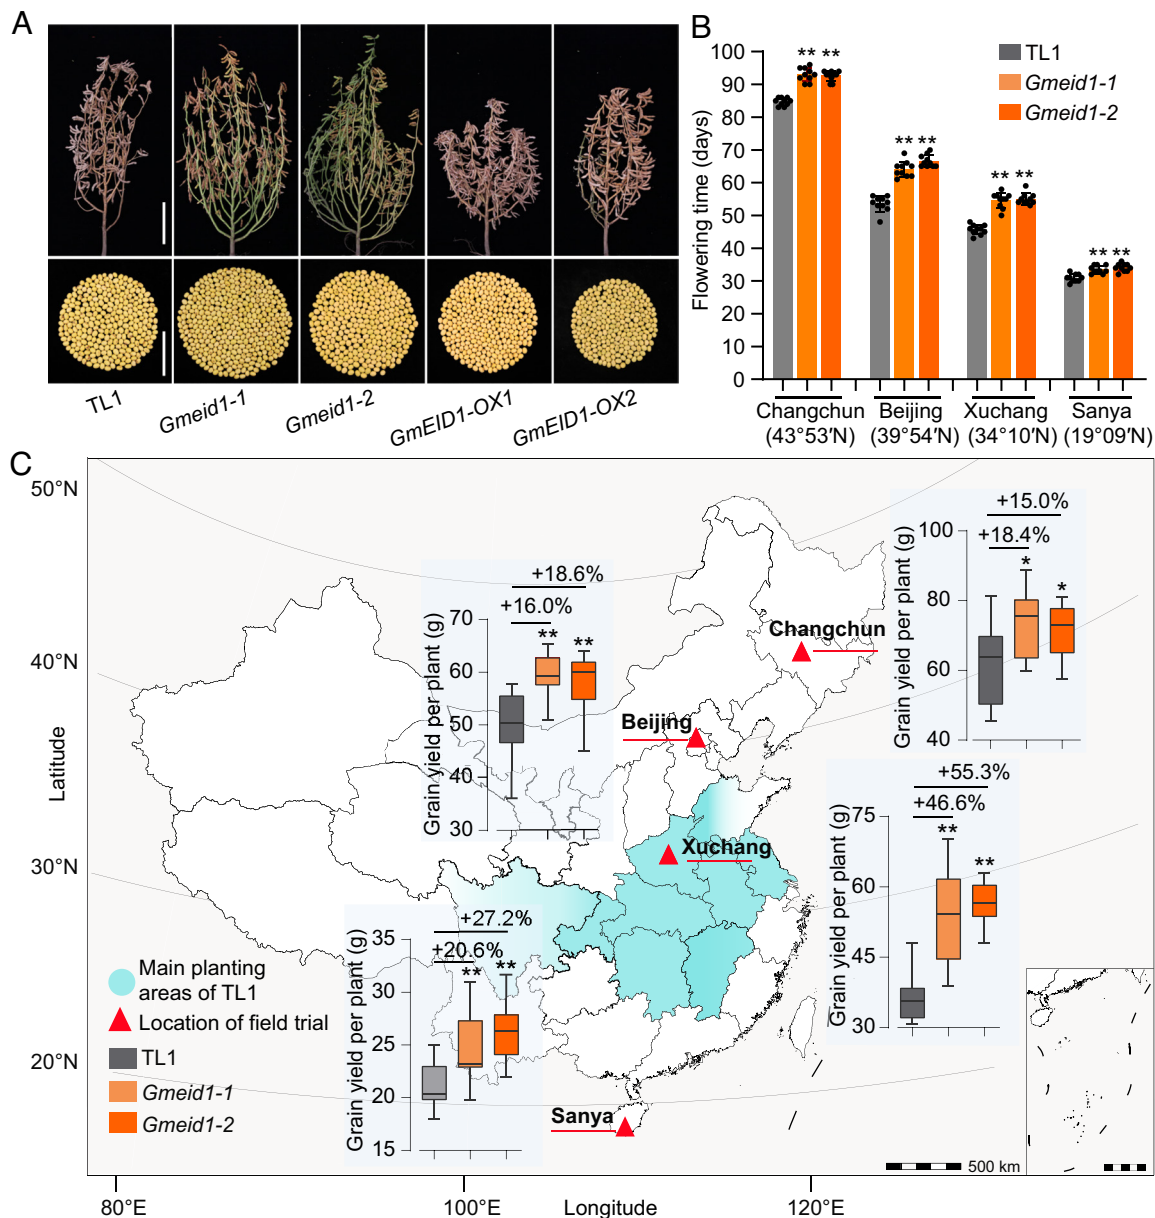 A
TL1
Gmeid1-1
Gmeid1-2
GmEID1-OX1
GmEID1-OX2
B
Flowering time (days)
100
90
80
70
60
50
40
30
20
10
0
** **
** **
** **
** **
TL1
Gmeid1-1
Gmeid1-2
Changchun
(43°53′N)
Beijing
(39°54′N)
Xuchang
(34°10′N)
Sanya
(19°09′N)
C
Latitude
50°N
40°N
30°N
20°N
80°E
100°E
120°E
Longitude
Grain yield per plant (g)
70
60
50
40
30
+18.6%
+16.0%
**
**
Grain yield per plant (g)
100
80
60
40
+15.0%
+18.4%
*
*
Changchun
Beijing
Xuchang
Sanya
Grain yield per plant (g)
75
60
45
30
+55.3%
+46.6%
**
**
Grain yield per plant (g)
35
30
25
20
15
+27.2%
+20.6%
**
**
Main planting
areas of TL1
Location of field trial
TL1
Gmeid1-1
Gmeid1-2
500 km